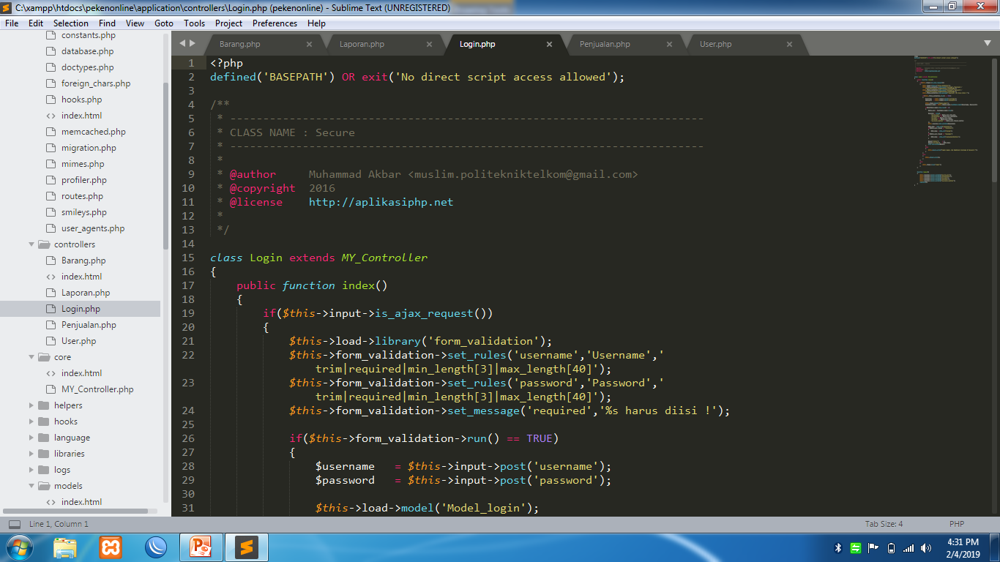 C:\xampp\htdocs\pekenonline\application\controllers\Login.php (pekenonline) - Sublime Text (UNREGISTERED)
File Edit Selection Find View Goto Tools Project Preferences Help
constants.php
database.php
doctypes.php
foreign_chars.php
hooks.php
index.html
memcached.php
migration.php
mimes.php
profiler.php
routes.php
smileys.php
user_agents.php
controllers
Barang.php
index.html
Laporan.php
Login.php
Penjualan.php
User.php
core
index.html
MY_Controller.php
helpers
hooks
language
libraries
logs
models
index.html
Barang.php Laporan.php Login.php Penjualan.php User.php
1 <?php
2 defined('BASEPATH') OR exit('No direct script access allowed');
3
4 /**
5 * ------------------------------------------------------------------------
6 * CLASS NAME : Secure
7 * ------------------------------------------------------------------------
8 *
9 * @author     Muhammad Akbar <muslim.politekniktelkom@gmail.com>
10 * @copyright  2016
11 * @license    http://aplikasiphp.net
12 *
13 */
14
15 class Login extends MY_Controller
16 {
17 public function index()
18 {
19 if($this->input->is_ajax_request())
20 {
21 $this->load->library('form_validation');
22 $this->form_validation->set_rules('username','Username','
trim|required|min_length[3]|max_length[40]');
23 $this->form_validation->set_rules('password','Password','
trim|required|min_length[3]|max_length[40]');
24 $this->form_validation->set_message('required','%s harus diisi !');
25
26 if($this->form_validation->run() == TRUE)
27 {
28 $username   = $this->input->post('username');
29 $password   = $this->input->post('password');
30
31 $this->load->model('Model_login');
Line 1, Column 1
Tab Size: 4
PHP
4:31 PM
2/4/2019